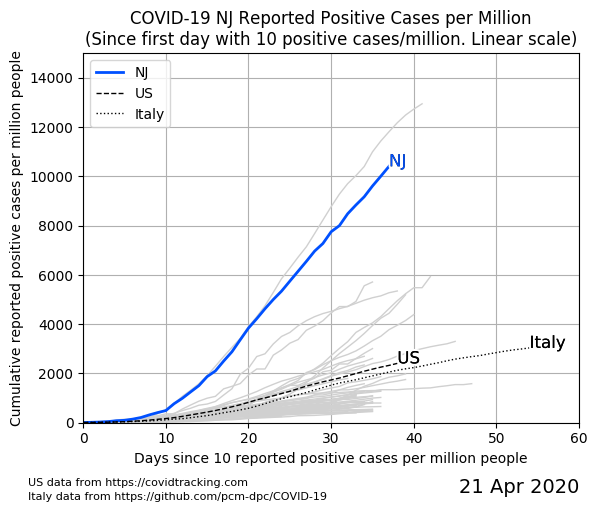 COVID-19 NJ Reported Positive Cases per Million
(Since first day with 10 positive cases/million. Linear scale)
Cumulative reported positive cases per million people
14000
12000
10000
8000
6000
4000
2000
0
NJ
US
Italy
NJ
Italy
US
0 10 20 30 40 50 60
Days since 10 reported positive cases per million people
US data from https://covidtracking.com
Italy data from https://github.com/pcm-dpc/COVID-19
21 Apr 2020